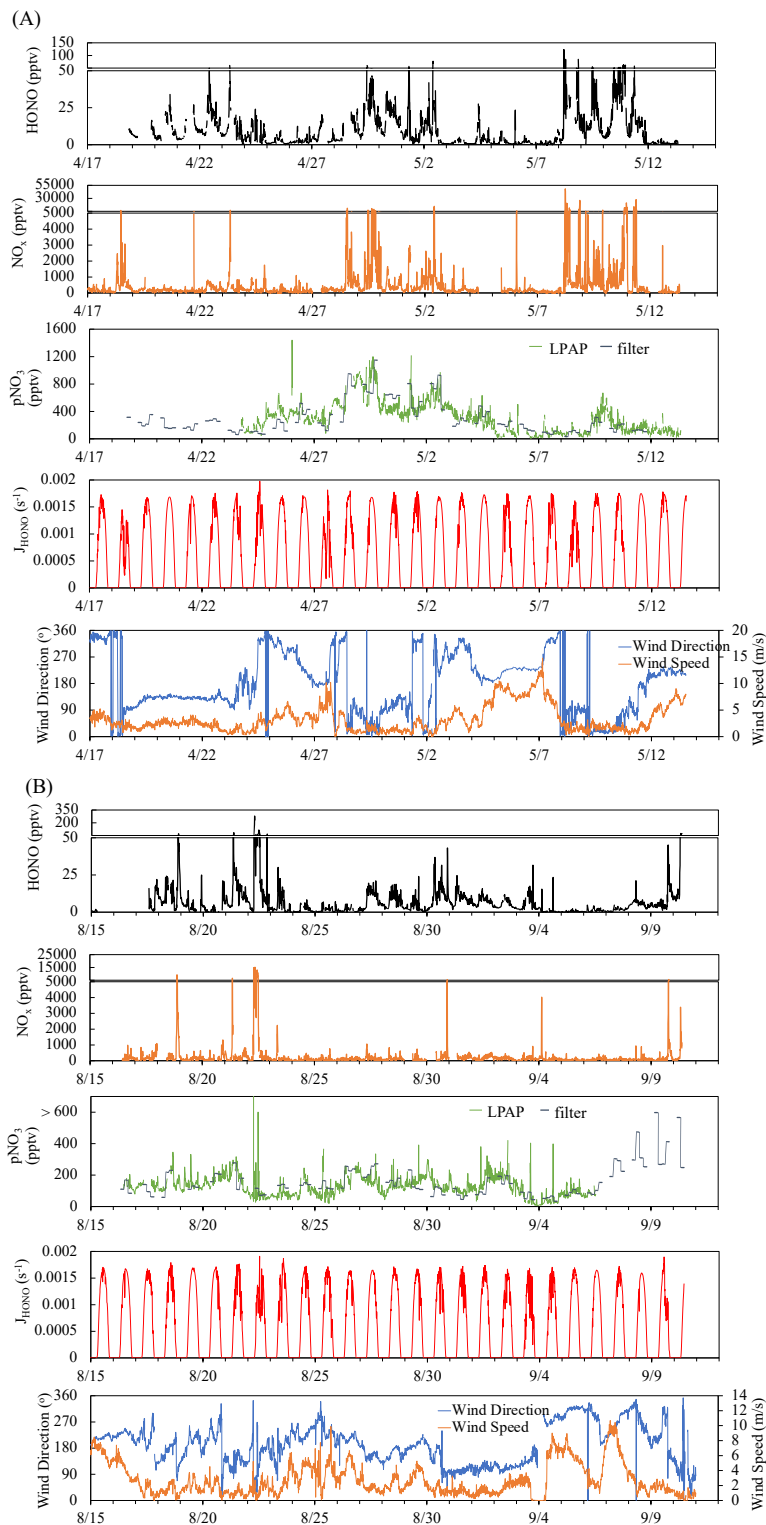 (A)
HONO (pptv)
150
100
50
25
0
4/17 4/22 4/27 5/2 5/7 5/12
NOx (pptv)
55000
30000
5000
4000
3000
2000
1000
0
4/17 4/22 4/27 5/2 5/7 5/12
pNO3 (pptv)
1600
1200
800
400
0
LPAP filter
4/17 4/22 4/27 5/2 5/7 5/12
JHONO (s-1)
0.002
0.0015
0.001
0.0005
0
4/17 4/22 4/27 5/2 5/7 5/12
Wind Direction (o)
360
270
180
90
0
Wind Direction
Wind Speed
20
15
10
5
0
Wind Speed (m/s)
4/17 4/22 4/27 5/2 5/7 5/12
(B)
HONO (pptv)
350
200
50
25
0
8/15 8/20 8/25 8/30 9/4 9/9
NOx (pptv)
25000
15000
5000
4000
3000
2000
1000
0
8/15 8/20 8/25 8/30 9/4 9/9
pNO3 (pptv)
> 600
400
200
0
LPAP filter
8/15 8/20 8/25 8/30 9/4 9/9
JHONO (s-1)
0.002
0.0015
0.001
0.0005
0
8/15 8/20 8/25 8/30 9/4 9/9
Wind Direction (o)
360
270
180
90
0
Wind Direction
Wind Speed
14
12
10
8
6
4
2
0
Wind Speed (m/s)
8/15 8/20 8/25 8/30 9/4 9/9